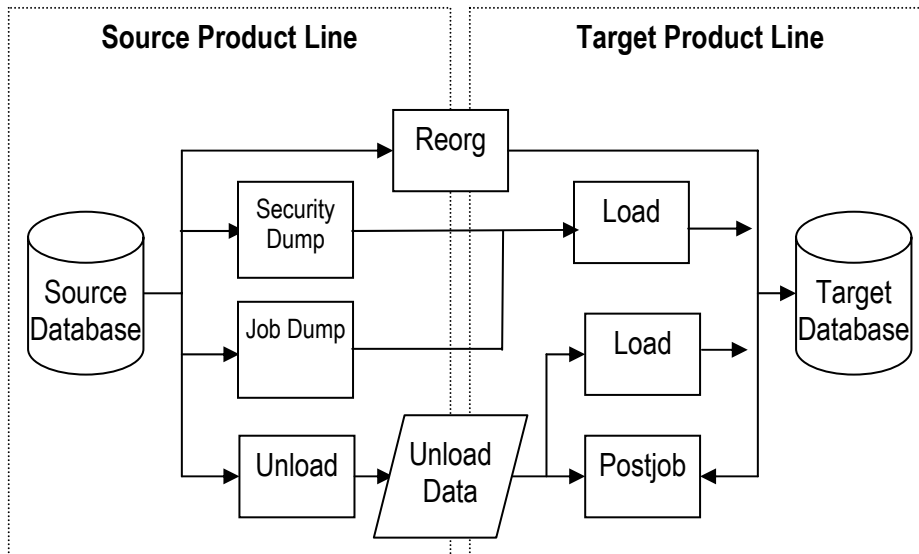 Source Product Line
Target Product Line
Reorg
Security
Dump
Load
Source
Database
Job Dump
Load
Target
Database
Unload
Unload
Data
Postjob